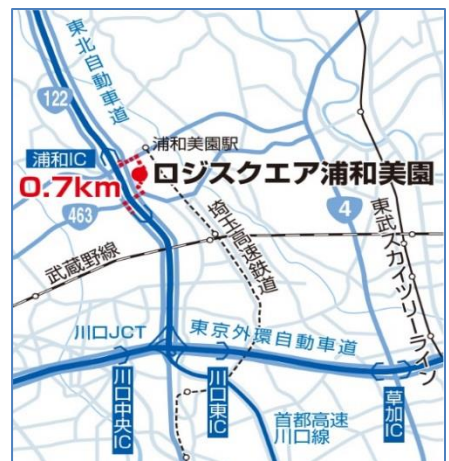 東北自動車道
122
浦和美園駅
浦和IC
ロジスクエア浦和美園
0.7km
463
4
埼玉高速鉄道
東武スカイツリーライン
武蔵野線
川口JCT
東京外環自動車道
川口中央IC
川口東IC
首都高速
川口線
草加IC